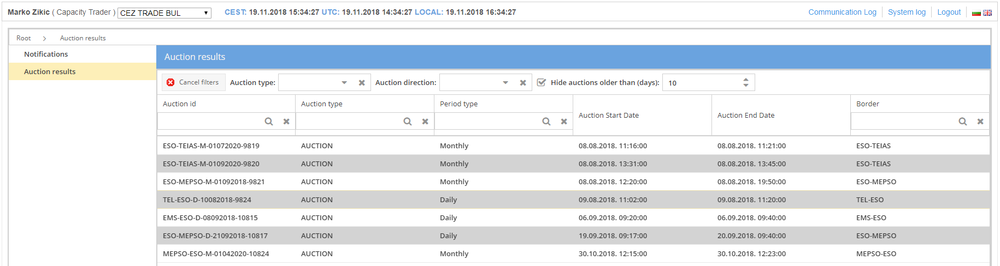 Marko Zikic ( Capacity Trader ) CEZ TRADE BUL CEST: 19.11.2018 15:34:27 UTC: 19.11.2018 14:34:27 LOCAL: 19.11.2018 16:34:27 Communication Log System log Logout
Root > Auction results
Notifications
Auction results
Auction results
Cancel filters Auction type: Auction direction: Hide auctions older than (days): 10
Auction id Auction type Period type Auction Start Date Auction End Date Border
ESO-TEIAS-M-01072020-9819 AUCTION Monthly 08.08.2018. 11:16:00 08.08.2018. 11:21:00 ESO-TEIAS
ESO-TEIAS-M-01092020-9820 AUCTION Monthly 08.08.2018. 13:31:00 08.08.2018. 13:45:00 ESO-TEIAS
ESO-MEPSO-M-01092018-9821 AUCTION Monthly 08.08.2018. 12:20:00 08.08.2018. 19:50:00 ESO-MEPSO
TEL-ESO-D-10082018-9824 AUCTION Daily 09.08.2018. 11:02:00 09.08.2018. 11:20:00 TEL-ESO
EMS-ESO-D-08092018-10815 AUCTION Daily 06.09.2018. 09:20:00 06.09.2018. 09:40:00 EMS-ESO
ESO-MEPSO-D-21092018-10817 AUCTION Daily 19.09.2018. 09:17:00 20.09.2018. 09:40:00 ESO-MEPSO
MEPSO-ESO-M-01042020-10824 AUCTION Monthly 30.10.2018. 12:15:00 30.10.2018. 12:23:00 MEPSO-ESO